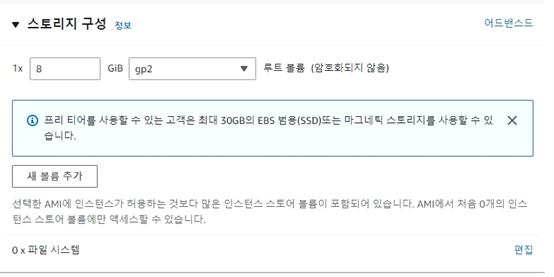 ▼ 스토리지 구성 정보 어드밴스드
1x 8 GiB gp2 루트 볼륨 (암호화되지 않음)
프리 티어를 사용할 수 있는 고객은 최대 30GB의 EBS 범용(SSD)또는 마그네틱 스토리지를 사용할 수 있
습니다.
새 볼륨 추가
선택한 AMI에 인스턴스가 허용하는 것보다 많은 인스턴스 스토어 볼륨이 포함되어 있습니다. AMI에서 처음 0개의 인스
턴스 스토어 볼륨에만 액세스할 수 있습니다.
0 x 파일 시스템 편집